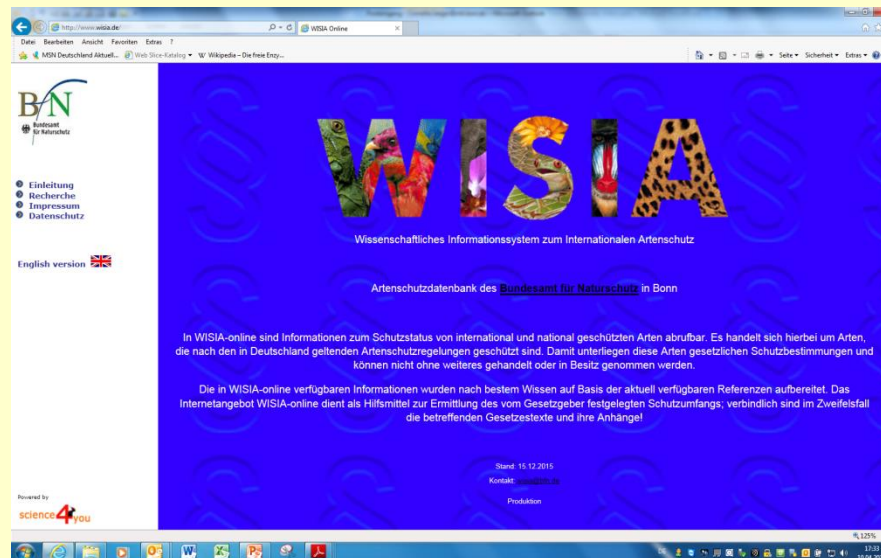 http://www.wisia.de/
WISIA Online
Datei Bearbeiten Ansicht Favoriten Extras ?
MSN Deutschland Aktuell... Web Slice-Katalog W Wikipedia – Die freie Enzy...
Seite Sicherheit Extras
BfN
Bundesamt
für Naturschutz
Einleitung
Recherche
Impressum
Datenschutz
English version
WISIA
Wissenschaftliches Informationssystem zum Internationalen Artenschutz
Artenschutzdatenbank des Bundesamt für Naturschutz in Bonn
In WISIA-online sind Informationen zum Schutzstatus von international und national geschützten Arten abrufbar. Es handelt sich hierbei um Arten,
die nach den in Deutschland geltenden Artenschutzregelungen geschützt sind. Damit unterliegen diese Arten gesetzlichen Schutzbestimmungen und
können nicht ohne weiteres gehandelt oder in Besitz genommen werden.
Die in WISIA-online verfügbaren Informationen wurden nach bestem Wissen auf Basis der aktuell verfügbaren Referenzen aufbereitet. Das
Internetangebot WISIA-online dient als Hilfsmittel zur Ermittlung des vom Gesetzgeber festgelegten Schutzumfangs; verbindlich sind im Zweifelsfall
die betreffenden Gesetzestexte und ihre Anhänge!
Stand: 15.12.2015
Kontakt:
Produktion
Powered by
science4you
125%
DE
17:33